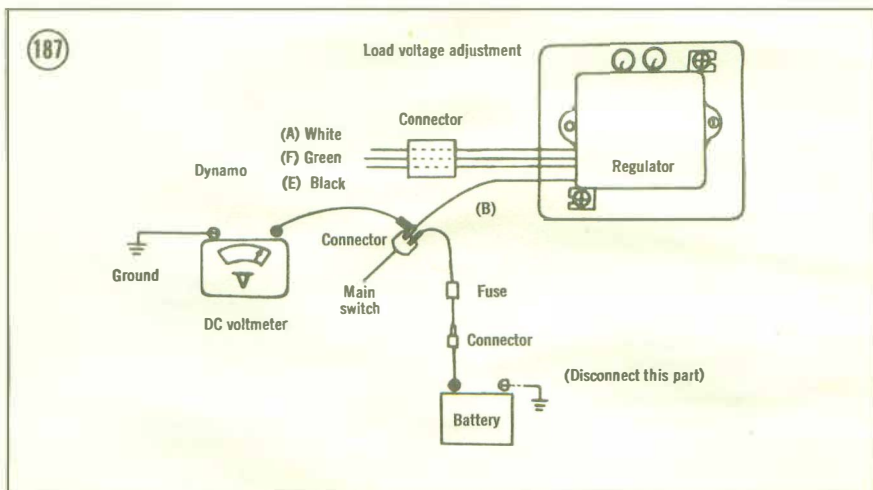 187
Load voltage adjustment
Connector
(A) White
(F) Green
(E) Black
Dynamo
Regulator
(B)
Connector
Ground
V
DC voltmeter
Main
switch
Fuse
Connector
(Disconnect this part)
Battery